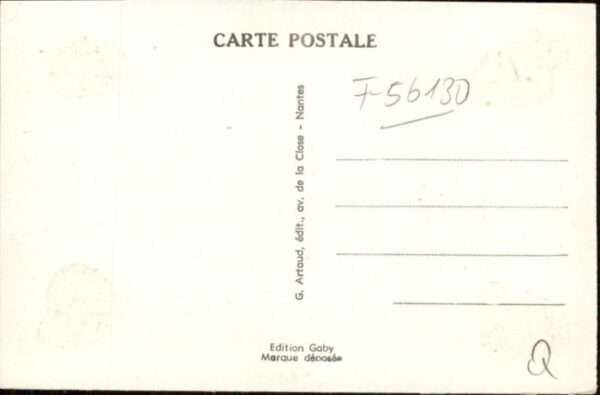 CARTE POSTALE
F-56130
G. Artaud, édit., av. de la Close - Nantes
Edition Gaby
Marque déposée
Q